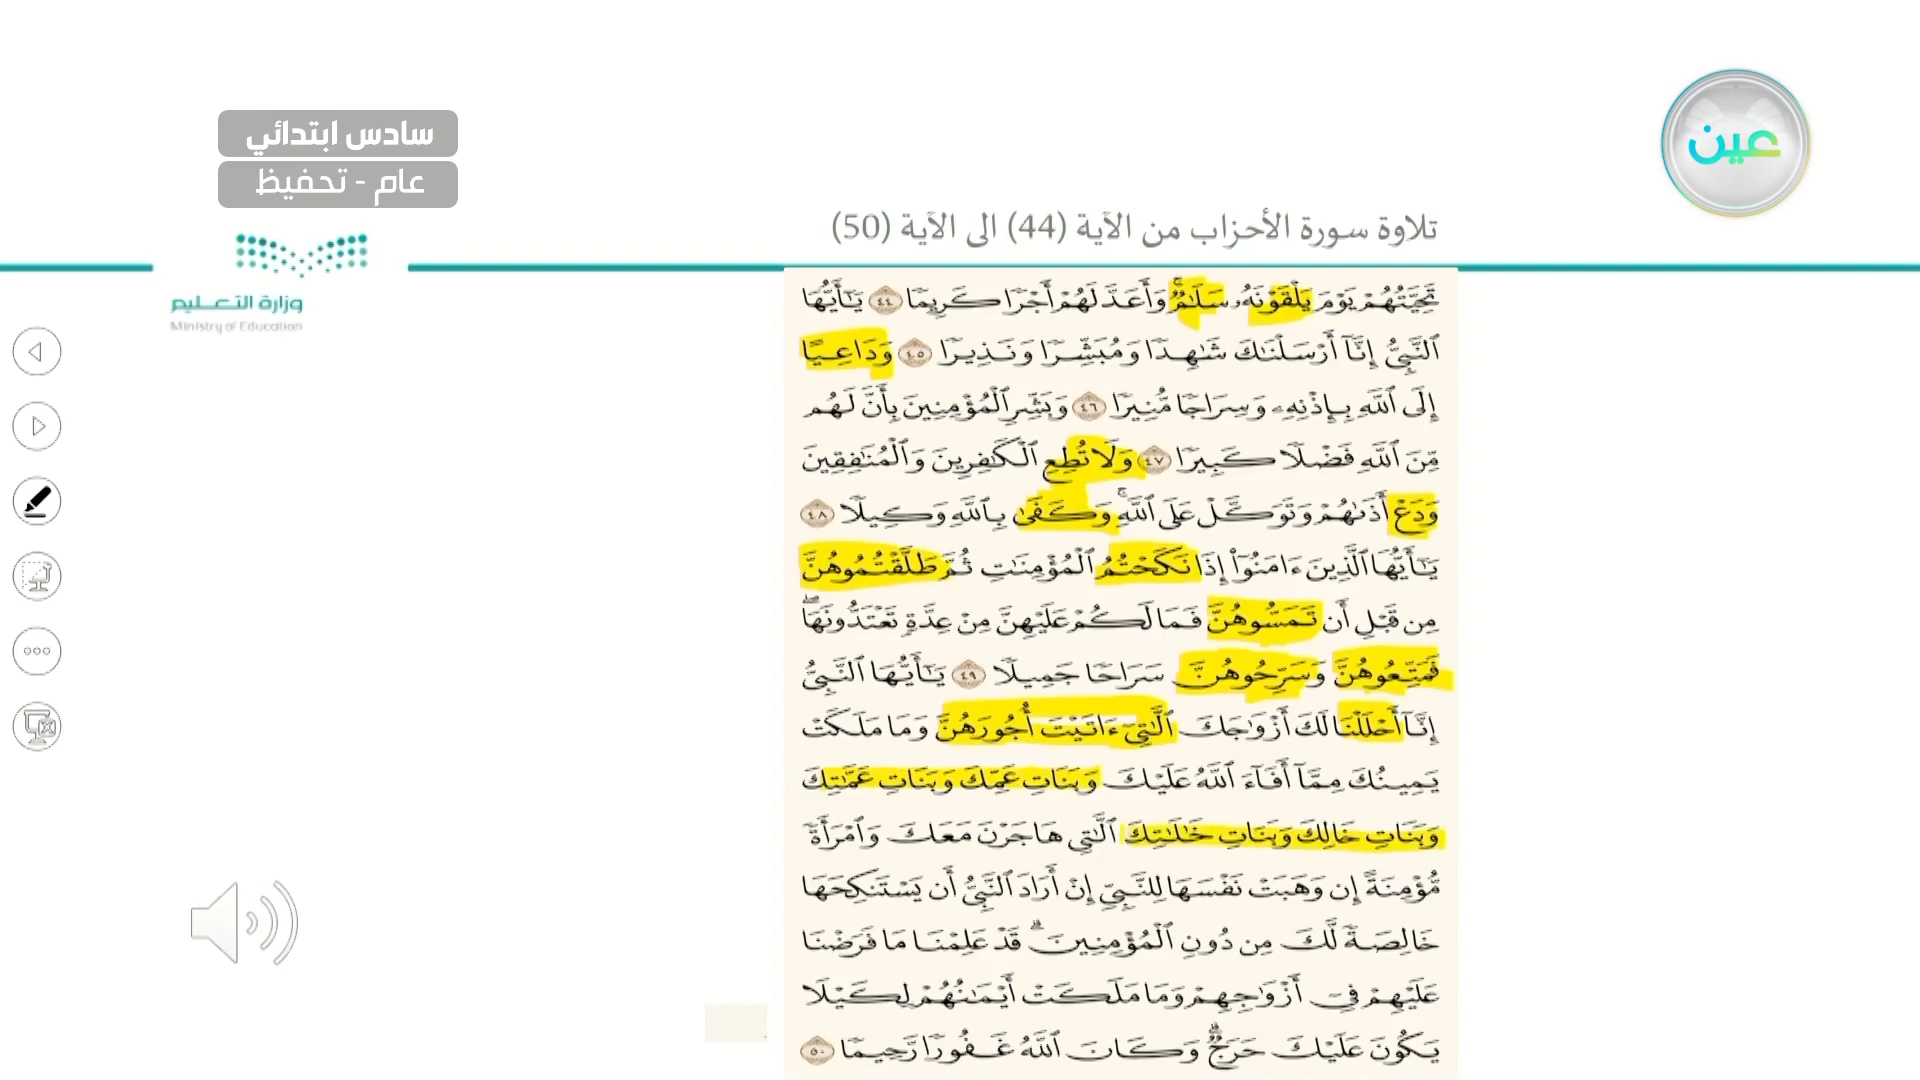 سادس ابتدائي
عام - تحفيظ
عين
وزارة التعليم
Ministry of Education
تلاوة سورة الأحزاب من الآية (44) الى الآية (50)
تَحِيَّتُهُمْ يَوْمَ يَلْقَوْنَهُۥ سَلَٰمٌۚ وَأَعَدَّ لَهُمْ أَجْرًا كَرِيمًا ٤٤ يَٰٓأَيُّهَا
ٱلنَّبِيُّ إِنَّآ أَرْسَلْنَٰكَ شَٰهِدًا وَمُبَشِّرًا وَنَذِيرًا ٤٥ وَدَاعِيًا
إِلَى ٱللَّهِ بِإِذْنِهِۦ وَسِرَاجًا مُّنِيرًا ٤٦ وَبَشِّرِ ٱلْمُؤْمِنِينَ بِأَنَّ لَهُم
مِّنَ ٱللَّهِ فَضْلًا كَبِيرًا ٤٧ وَلَا تُطِعِ ٱلْكَٰفِرِينَ وَٱلْمُنَٰفِقِينَ
وَدَعْ أَذَىٰهُمْ وَتَوَكَّلْ عَلَى ٱللَّهِۚ وَكَفَىٰ بِٱللَّهِ وَكِيلًا ٤٨
يَٰٓأَيُّهَا ٱلَّذِينَ ءَامَنُوٓا۟ إِذَا نَكَحْتُمُ ٱلْمُؤْمِنَٰتِ ثُمَّ طَلَّقْتُمُوهُنَّ
مِن قَبْلِ أَن تَمَسُّوهُنَّ فَمَا لَكُمْ عَلَيْهِنَّ مِنْ عِدَّةٍ تَعْتَدُّونَهَاۖ
فَمَتِّعُوهُنَّ وَسَرِّحُوهُنَّ سَرَاحًا جَمِيلًا ٤٩ يَٰٓأَيُّهَا ٱلنَّبِيُّ
إِنَّآ أَحْلَلْنَا لَكَ أَزْوَٰجَكَ ٱلَّٰتِيٓ ءَاتَيْتَ أُجُورَهُنَّ وَمَا مَلَكَتْ
يَمِينُكَ مِمَّآ أَفَآءَ ٱللَّهُ عَلَيْكَ وَبَنَاتِ عَمِّكَ وَبَنَاتِ عَمَّٰتِكَ
وَبَنَاتِ خَالِكَ وَبَنَاتِ خَٰلَٰتِكَ ٱلَّٰتِي هَاجَرْنَ مَعَكَ وَٱمْرَأَةً
مُّؤْمِنَةً إِن وَهَبَتْ نَفْسَهَا لِلنَّبِيِّ إِنْ أَرَادَ ٱلنَّبِيُّ أَن يَسْتَنكِحَهَا
خَالِصَةً لَّكَ مِن دُونِ ٱلْمُؤْمِنِينَۗ قَدْ عَلِمْنَا مَا فَرَضْنَا
عَلَيْهِمْ فِيٓ أَزْوَٰجِهِمْ وَمَا مَلَكَتْ أَيْمَٰنُهُمْ لِكَيْلَا
يَكُونَ عَلَيْكَ حَرَجٌۗ وَكَانَ ٱللَّهُ غَفُورًا رَّحِيمًا ٥٠